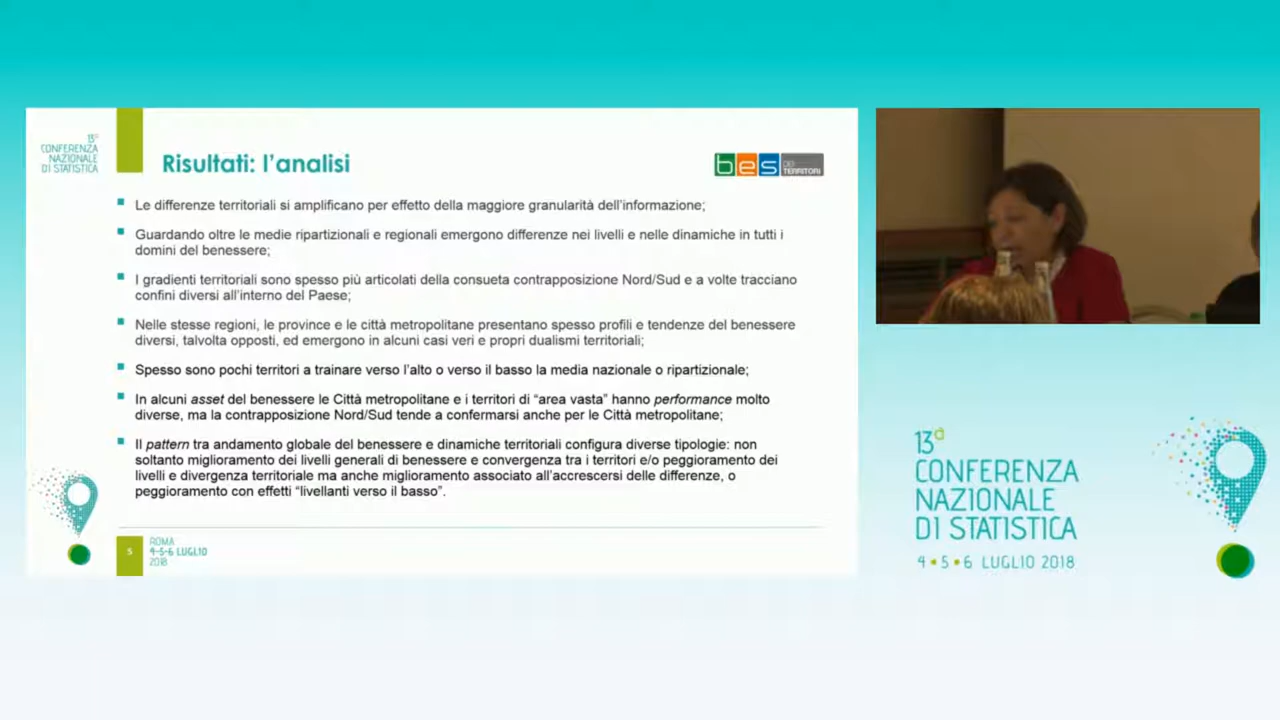 13ª
CONFERENZA
NAZIONALE
DI STATISTICA
Risultati: l'analisi
bes
DEI
TERRITORI
Le differenze territoriali si amplificano per effetto della maggiore granularità dell'informazione;
Guardando oltre le medie ripartizionali e regionali emergono differenze nei livelli e nelle dinamiche in tutti i
domini del benessere;
I gradienti territoriali sono spesso più articolati della consueta contrapposizione Nord/Sud e a volte tracciano
confini diversi all'interno del Paese;
Nelle stesse regioni, le province e le città metropolitane presentano spesso profili e tendenze del benessere
diversi, talvolta opposti, ed emergono in alcuni casi veri e propri dualismi territoriali;
Spesso sono pochi territori a trainare verso l'alto o verso il basso la media nazionale o ripartizionale;
In alcuni asset del benessere le Città metropolitane e i territori di "area vasta" hanno performance molto
diverse, ma la contrapposizione Nord/Sud tende a confermarsi anche per le Città metropolitane;
Il pattern tra andamento globale del benessere e dinamiche territoriali configura diverse tipologie: non
soltanto miglioramento dei livelli generali di benessere e convergenza tra i territori e/o peggioramento dei
livelli e divergenza territoriale ma anche miglioramento associato all'accrescersi delle differenze, o
peggioramento con effetti "livellanti verso il basso".
5
ROMA
4-5-6 LUGLIO
2018
13ª
CONFERENZA
NAZIONALE
DI STATISTICA
4•5•6 LUGLIO 2018